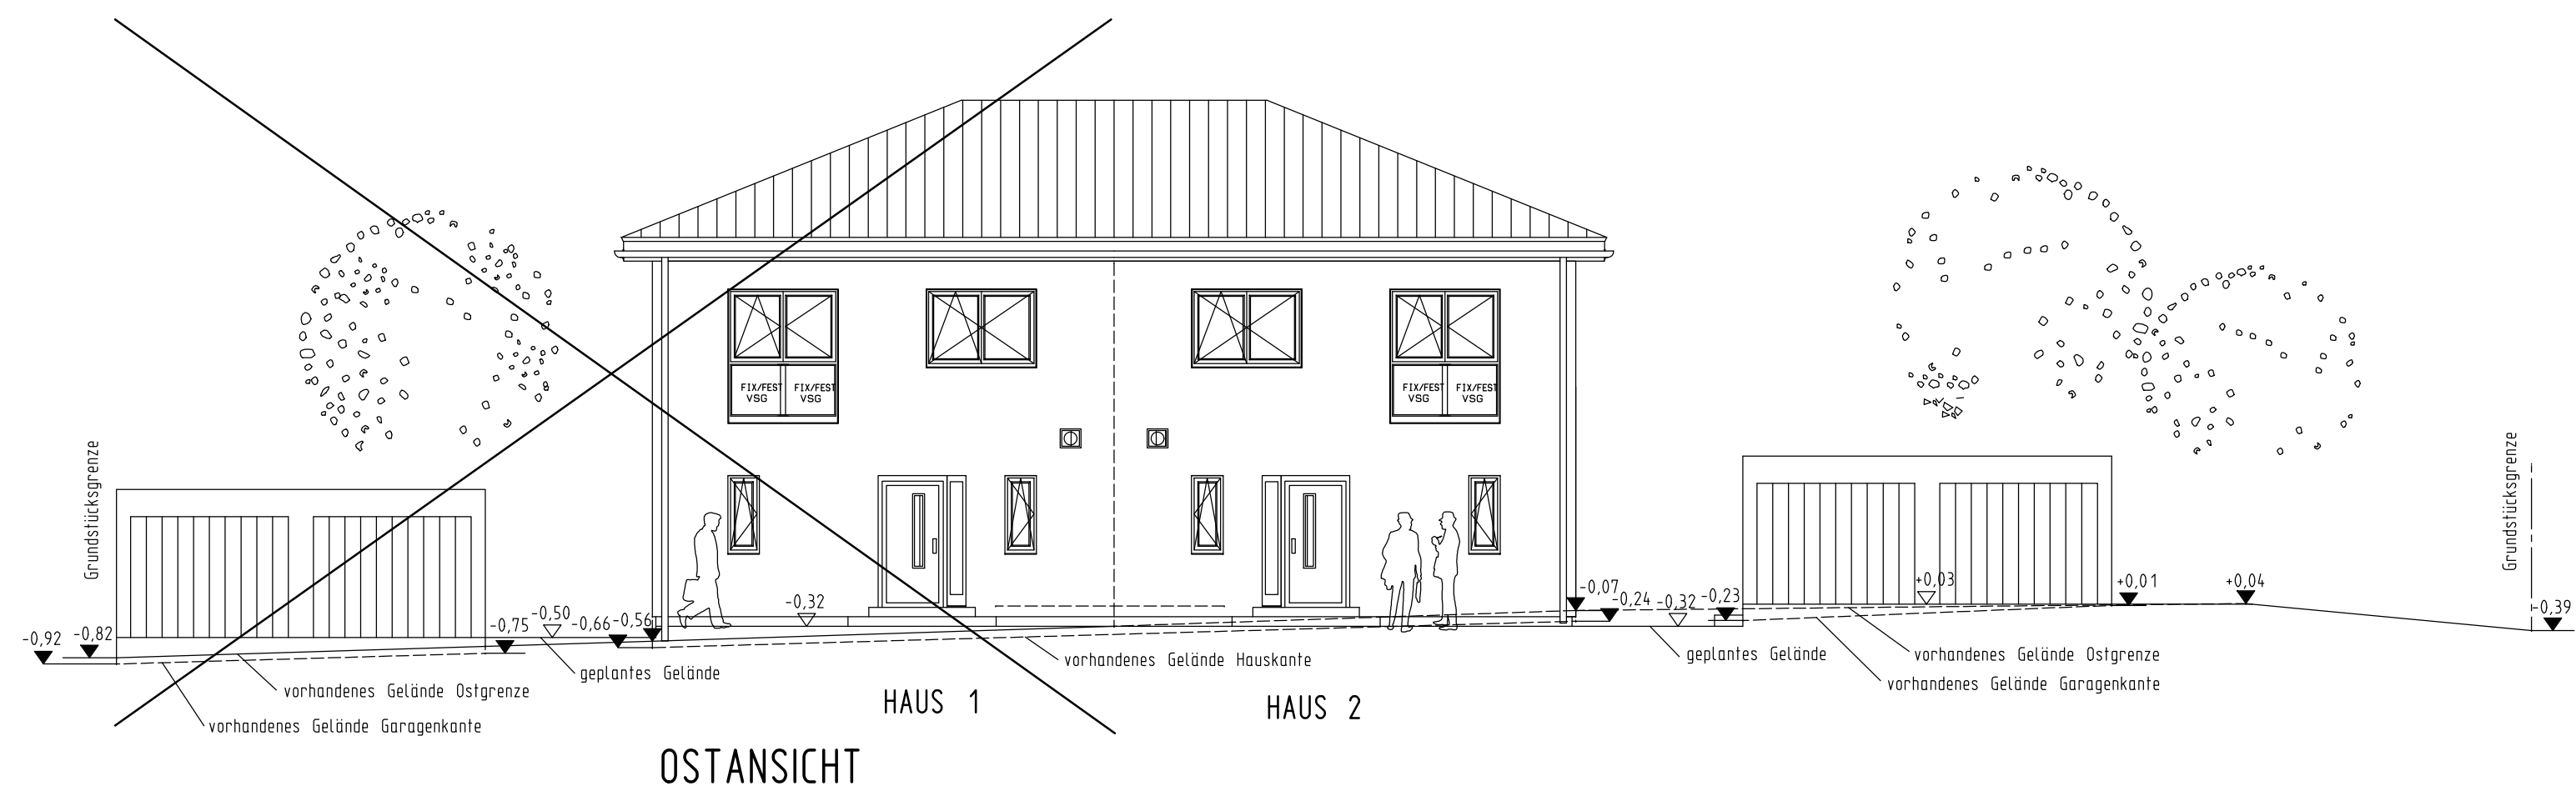 FIX/FEST FIX/FEST FIX/FEST FIX/FEST
VSG VSG VSG VSG
Grundstücksgrenze
Grundstücksgrenze
-0,92 -0,82 -0,75 -0,50 -0,66 -0,56 -0,32 -0,07 -0,24 -0,32 -0,23 +0,03 +0,01 +0,04 -0,39
vorhandenes Gelände Ostgrenze
vorhandenes Gelände Garagenkante
geplantes Gelände
vorhandenes Gelände Hauskante
geplantes Gelände
vorhandenes Gelände Ostgrenze
vorhandenes Gelände Garagenkante
HAUS 1
HAUS 2
OSTANSICHT